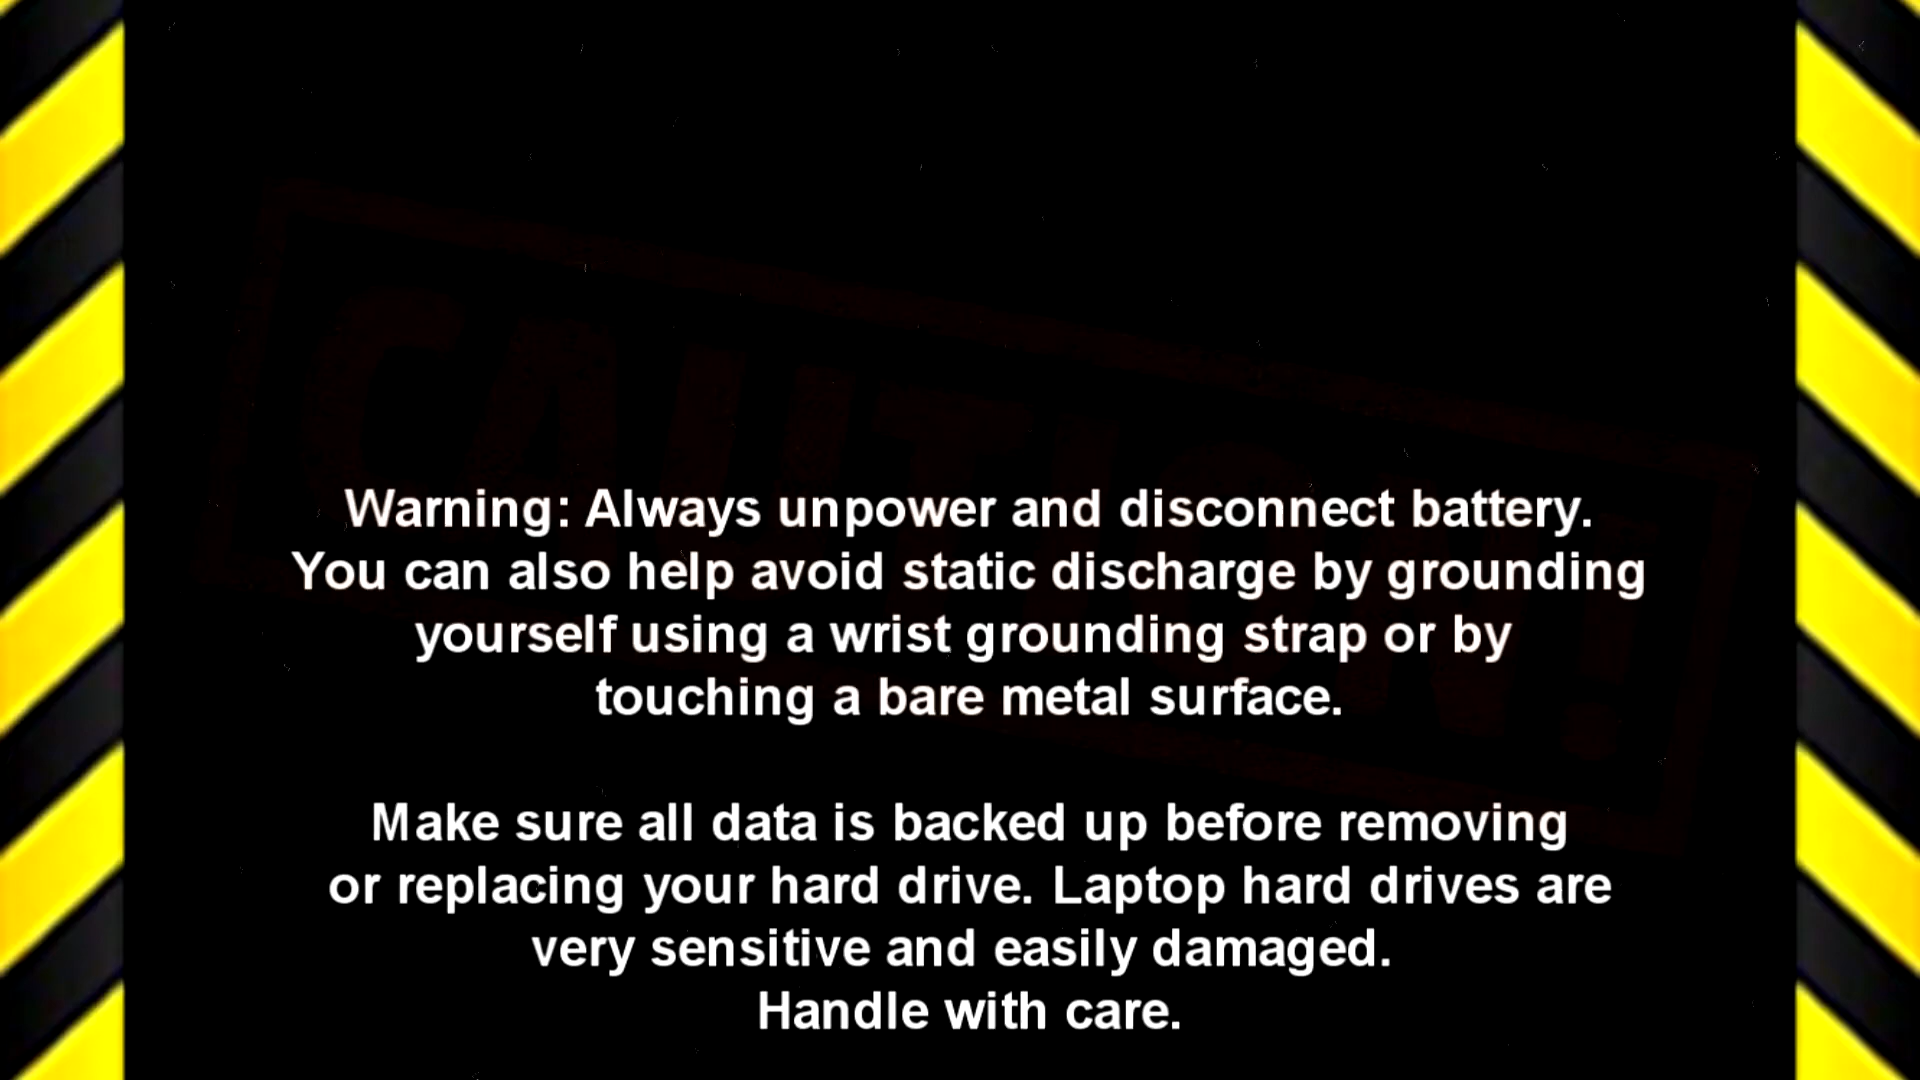 CAUTION!
Warning: Always unpower and disconnect battery.
You can also help avoid static discharge by grounding
yourself using a wrist grounding strap or by
touching a bare metal surface.
Make sure all data is backed up before removing
or replacing your hard drive. Laptop hard drives are
very sensitive and easily damaged.
Handle with care.